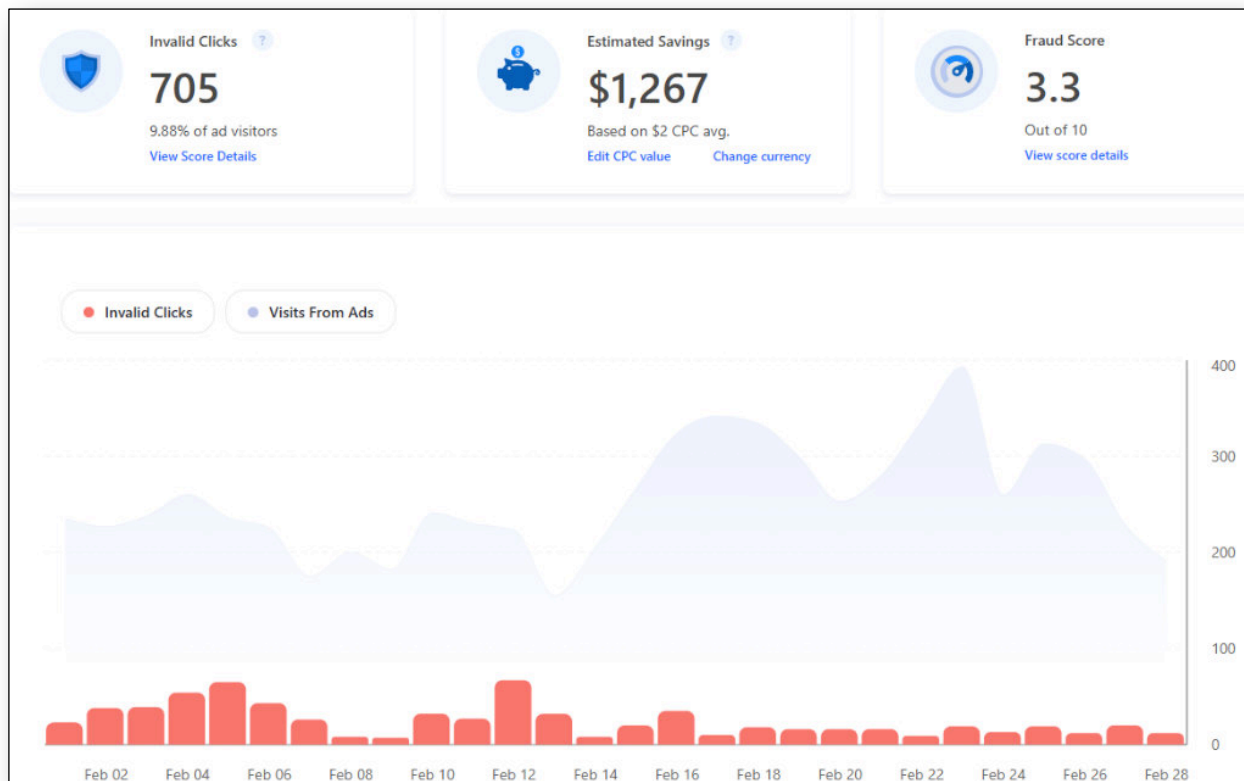 Invalid Clicks ?
705
9.88% of ad visitors
View Score Details
Estimated Savings ?
$
$1,267
Based on $2 CPC avg.
Edit CPC value Change currency
Fraud Score
3.3
Out of 10
View score details
Invalid Clicks Visits From Ads
400
300
200
100
0
Feb 02 Feb 04 Feb 06 Feb 08 Feb 10 Feb 12 Feb 14 Feb 16 Feb 18 Feb 20 Feb 22 Feb 24 Feb 26 Feb 28